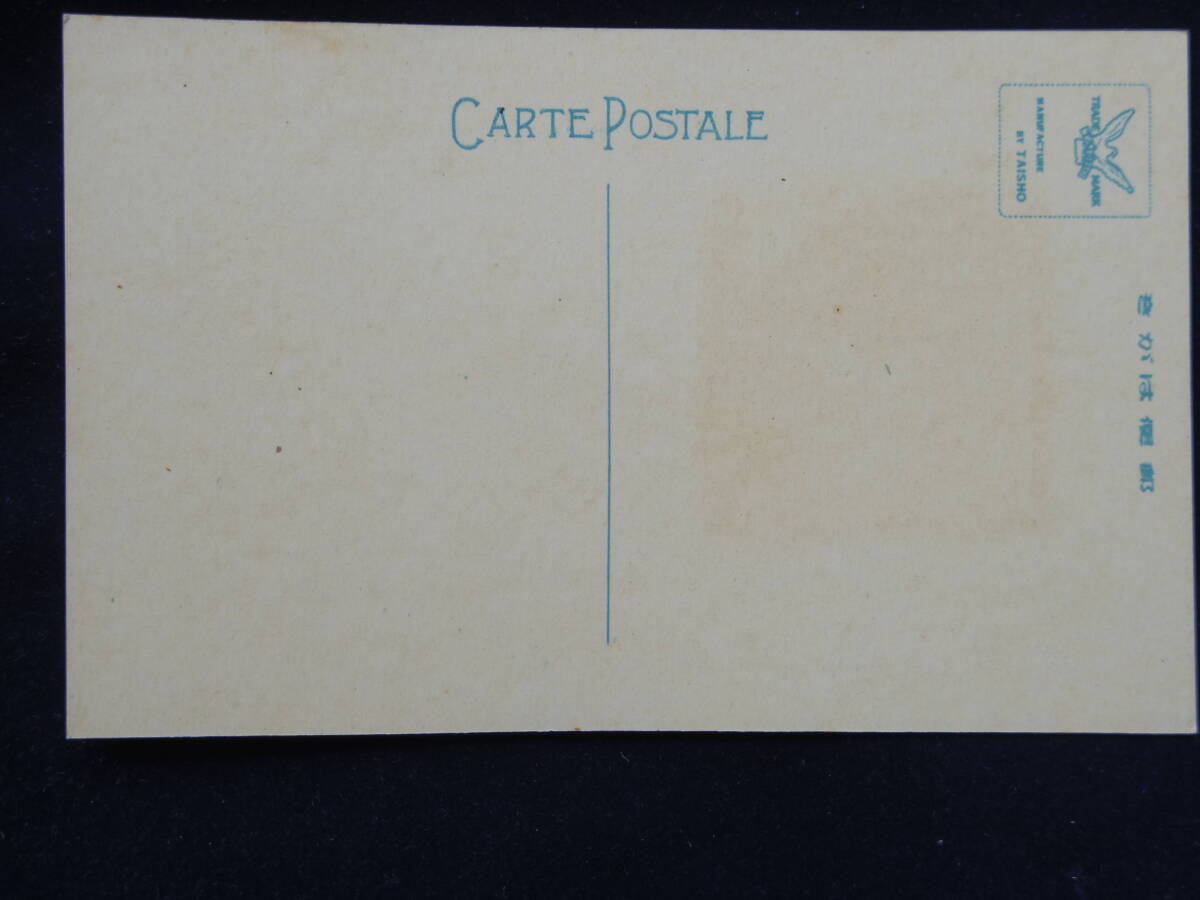 CARTE POSTALE
TRADE MARK
MANUFACTURE
BY TAISHO
きがは便郵